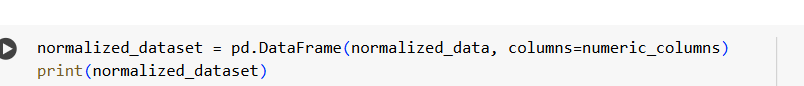 normalized_dataset = pd.DataFrame(normalized_data, columns=numeric_columns)
print(normalized_dataset)